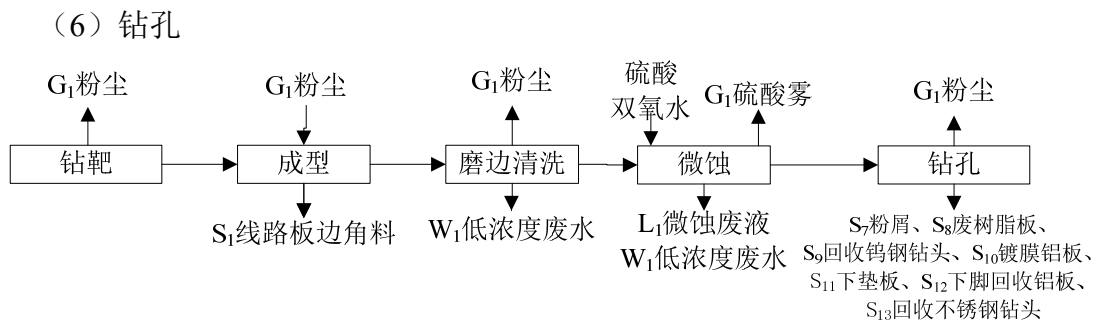 （6）钻孔
G₁粉尘
G₁粉尘
G₁粉尘
硫酸
双氧水
G₁硫酸雾
G₁粉尘
钻靶
成型
磨边清洗
微蚀
钻孔
S₁线路板边角料
W₁低浓度废水
L₁微蚀废液
W₁低浓度废水
S₇粉屑、S₈废树脂板、
S₉回收钨钢钻头、S₁₀镀膜铝板、
S₁₁下垫板、S₁₂下脚回收铝板、
S₁₃回收不锈钢钻头